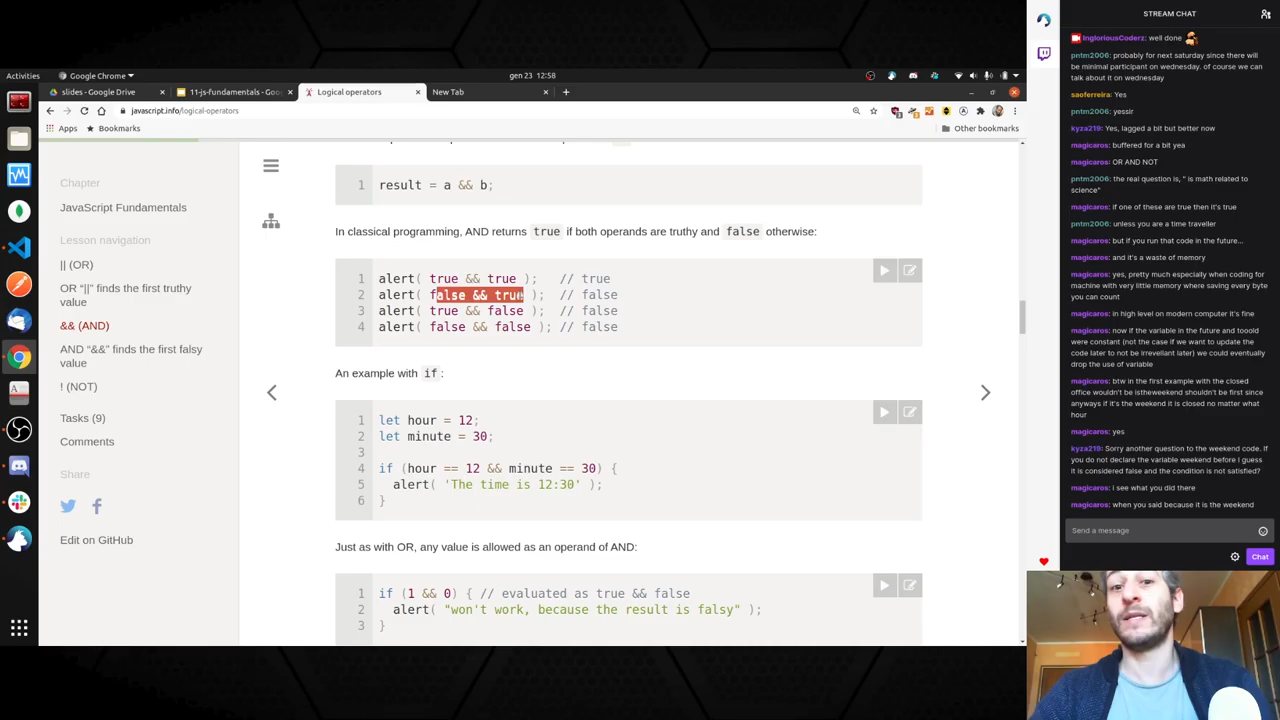 Activities
Google Chrome
gen 23 12:58
slides - Google Drive
11-js-fundamentals - Goo
Logical operators
New Tab
javascript.info/logical-operators
Apps
Bookmarks
Other bookmarks
Chapter
JavaScript Fundamentals
Lesson navigation
|| (OR)
OR “||” finds the first truthy
value
&& (AND)
AND “&&” finds the first falsy
value
! (NOT)
Tasks (9)
Comments
Share
Edit on GitHub
1 result = a && b;
In classical programming, AND returns true if both operands are truthy and false otherwise:
1 alert( true && true ); // true
2 alert( false && true ); // false
3 alert( true && false ); // false
4 alert( false && false ); // false
An example with if:
1 let hour = 12;
2 let minute = 30;
3
4 if (hour == 12 && minute == 30) {
5 alert( 'The time is 12:30' );
6 }
Just as with OR, any value is allowed as an operand of AND:
1 if (1 && 0) { // evaluated as true && false
2 alert( "won't work, because the result is falsy" );
3 }
STREAM CHAT
IngloriousCoderz: well done
pntm2006: probably for next saturday since there will
be minimal participant on wednesday. of course we can
talk about it on wednesday
saoferreira: Yes
pntm2006: yessir
kyza219: Yes, lagged a bit but better now
magicaros: buffered for a bit yea
magicaros: OR AND NOT
pntm2006: the real question is, " is math related to
science"
magicaros: if one of these are true then it's true
pntm2006: unless you are a time traveller
magicaros: but if you run that code in the future...
magicaros: and it's a waste of memory
magicaros: yes, pretty much especially when coding for
machine with very little memory where saving every byte
you can count
magicaros: in high level on modern computer it's fine
magicaros: now if the variable in the future and tooold
were constant (not the case if we want to update the
code later to not be irrevellant later) we could eventually
drop the use of variable
magicaros: btw in the first example with the closed
office wouldn't be istheweekend shouldn't be first since
anyways if it's the weekend it is closed no matter what
hour
magicaros: yes
kyza219: Sorry another question to the weekend code. If
you do not declare the variable weekend before I guess
it is considered false and the condition is not satisfied?
magicaros: i see what you did there
magicaros: when you said because it is the weekend
Send a message
Chat